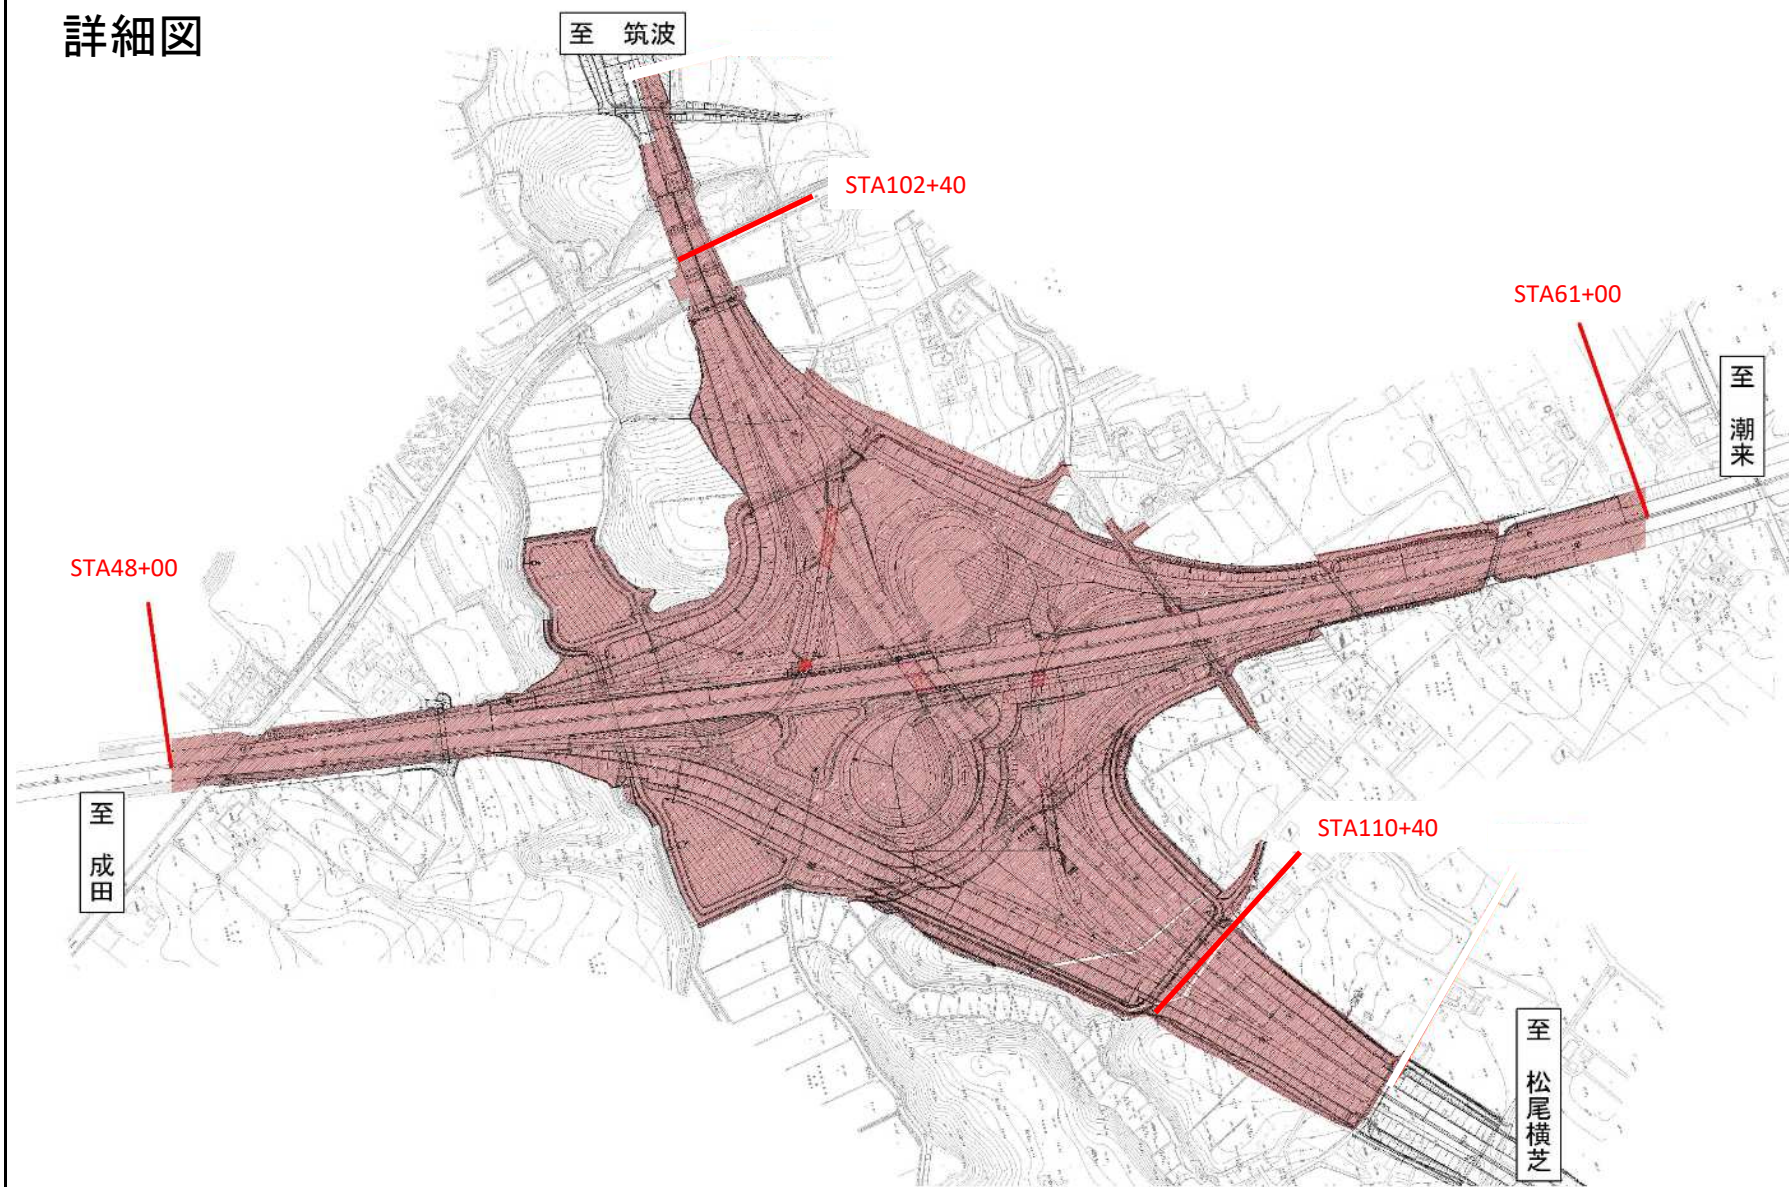 詳細図
至 筑波
STA102+40
STA61+00
至 潮来
STA48+00
至 成田
STA110+40
至 松尾横芝